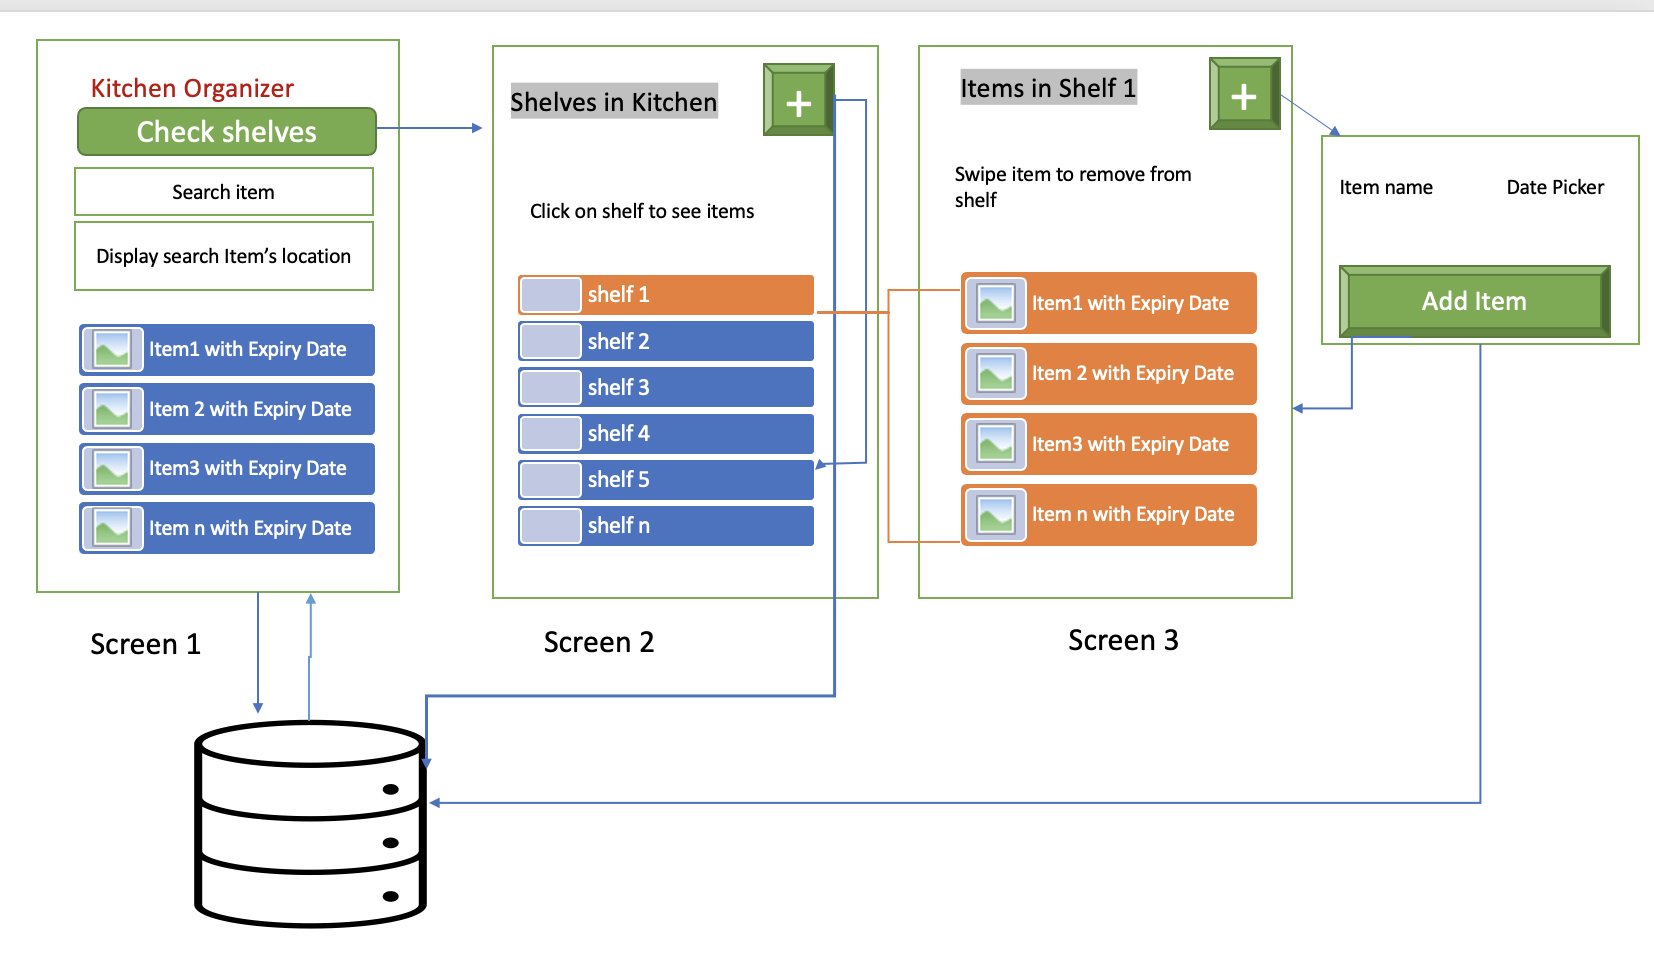 Kitchen Organizer
Check shelves
Search item
Display search Item’s location
Item1 with Expiry Date
Item 2 with Expiry Date
Item3 with Expiry Date
Item n with Expiry Date
Screen 1
Shelves in Kitchen
+
Click on shelf to see items
shelf 1
shelf 2
shelf 3
shelf 4
shelf 5
shelf n
Screen 2
Items in Shelf 1
+
Swipe item to remove from
shelf
Item1 with Expiry Date
Item 2 with Expiry Date
Item3 with Expiry Date
Item n with Expiry Date
Screen 3
Item name
Date Picker
Add Item